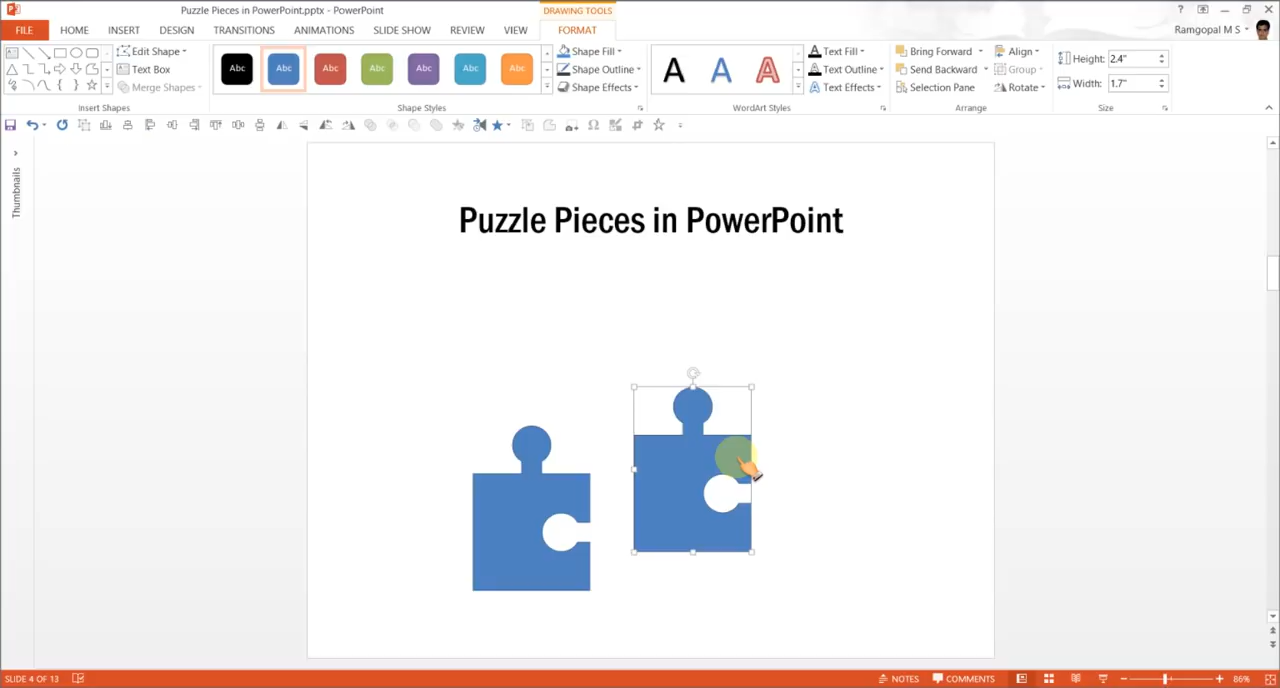 Puzzle Pieces in PowerPoint.pptx - PowerPoint
DRAWING TOOLS
?
FILE HOME INSERT DESIGN TRANSITIONS ANIMATIONS SLIDE SHOW REVIEW VIEW FORMAT
Ramgopal M S
Edit Shape
Text Box
Merge Shapes
Insert Shapes
Abc Abc Abc Abc Abc Abc Abc
Shape Styles
Shape Fill
Shape Outline
Shape Effects
A A A
WordArt Styles
Text Fill
Text Outline
Text Effects
Bring Forward
Send Backward
Selection Pane
Align
Group
Rotate
Arrange
Height: 2.4"
Width: 1.7"
Size
Thumbnails
Puzzle Pieces in PowerPoint
SLIDE 4 OF 13
NOTES
COMMENTS
86%